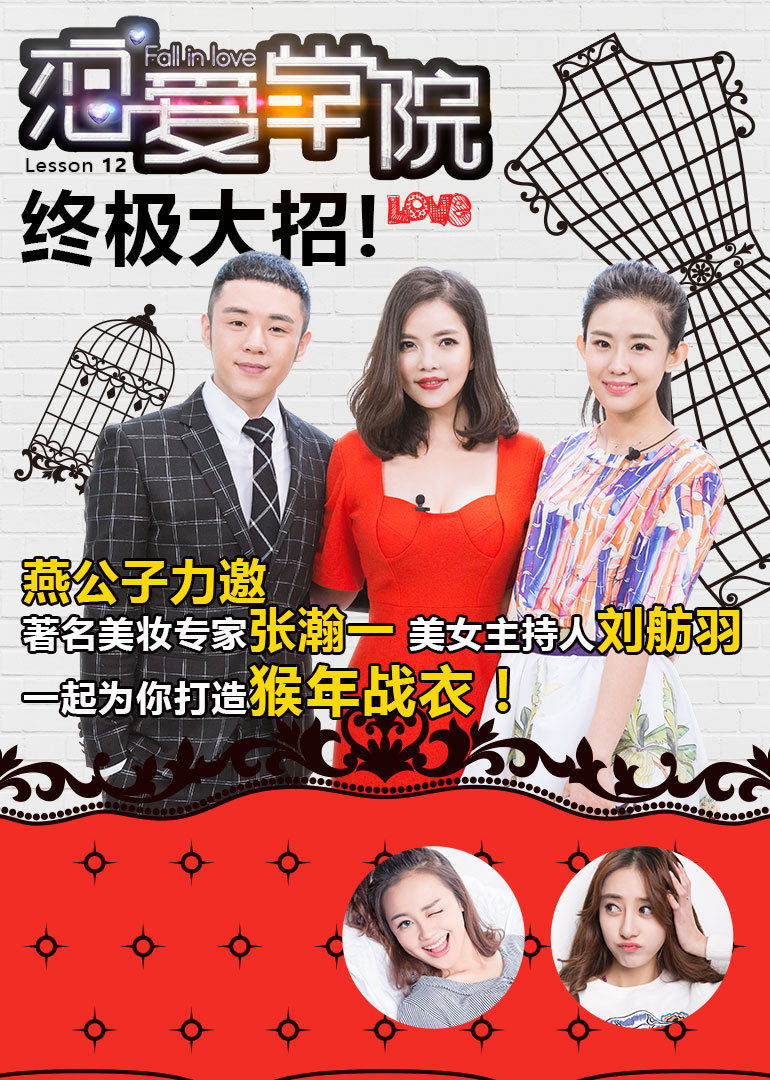 Fall in love
恋爱学院
Lesson 12
终极大招!
LOVE
燕公子力邀
著名美妆专家张瀚一 美女主持人刘舫羽
一起为你打造猴年战衣！